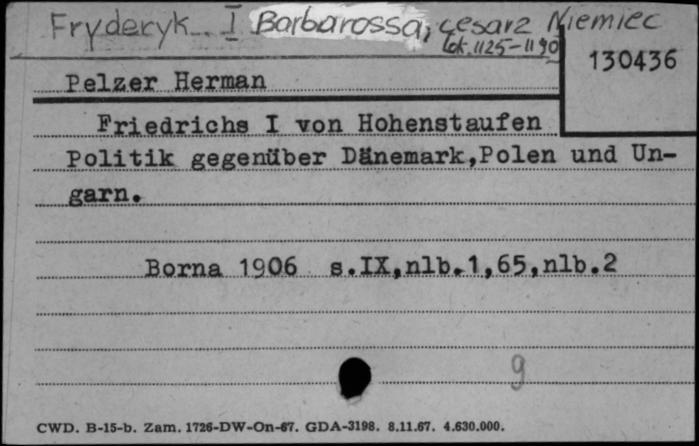 Fryderyk I Barbarossa, cesarz Niemiec
ok. 1125-1190
130436
Pelzer Herman
Friedrichs I von Hohenstaufen
Politik gegenüber Dänemark,Polen und Un-
garn.
Borna 1906 s.IX,nlb.1,65,nlb.2
9
CWD. B-15-b. Zam. 1726-DW-On-67. GDA-3198. 8.11.67. 4.630.000.